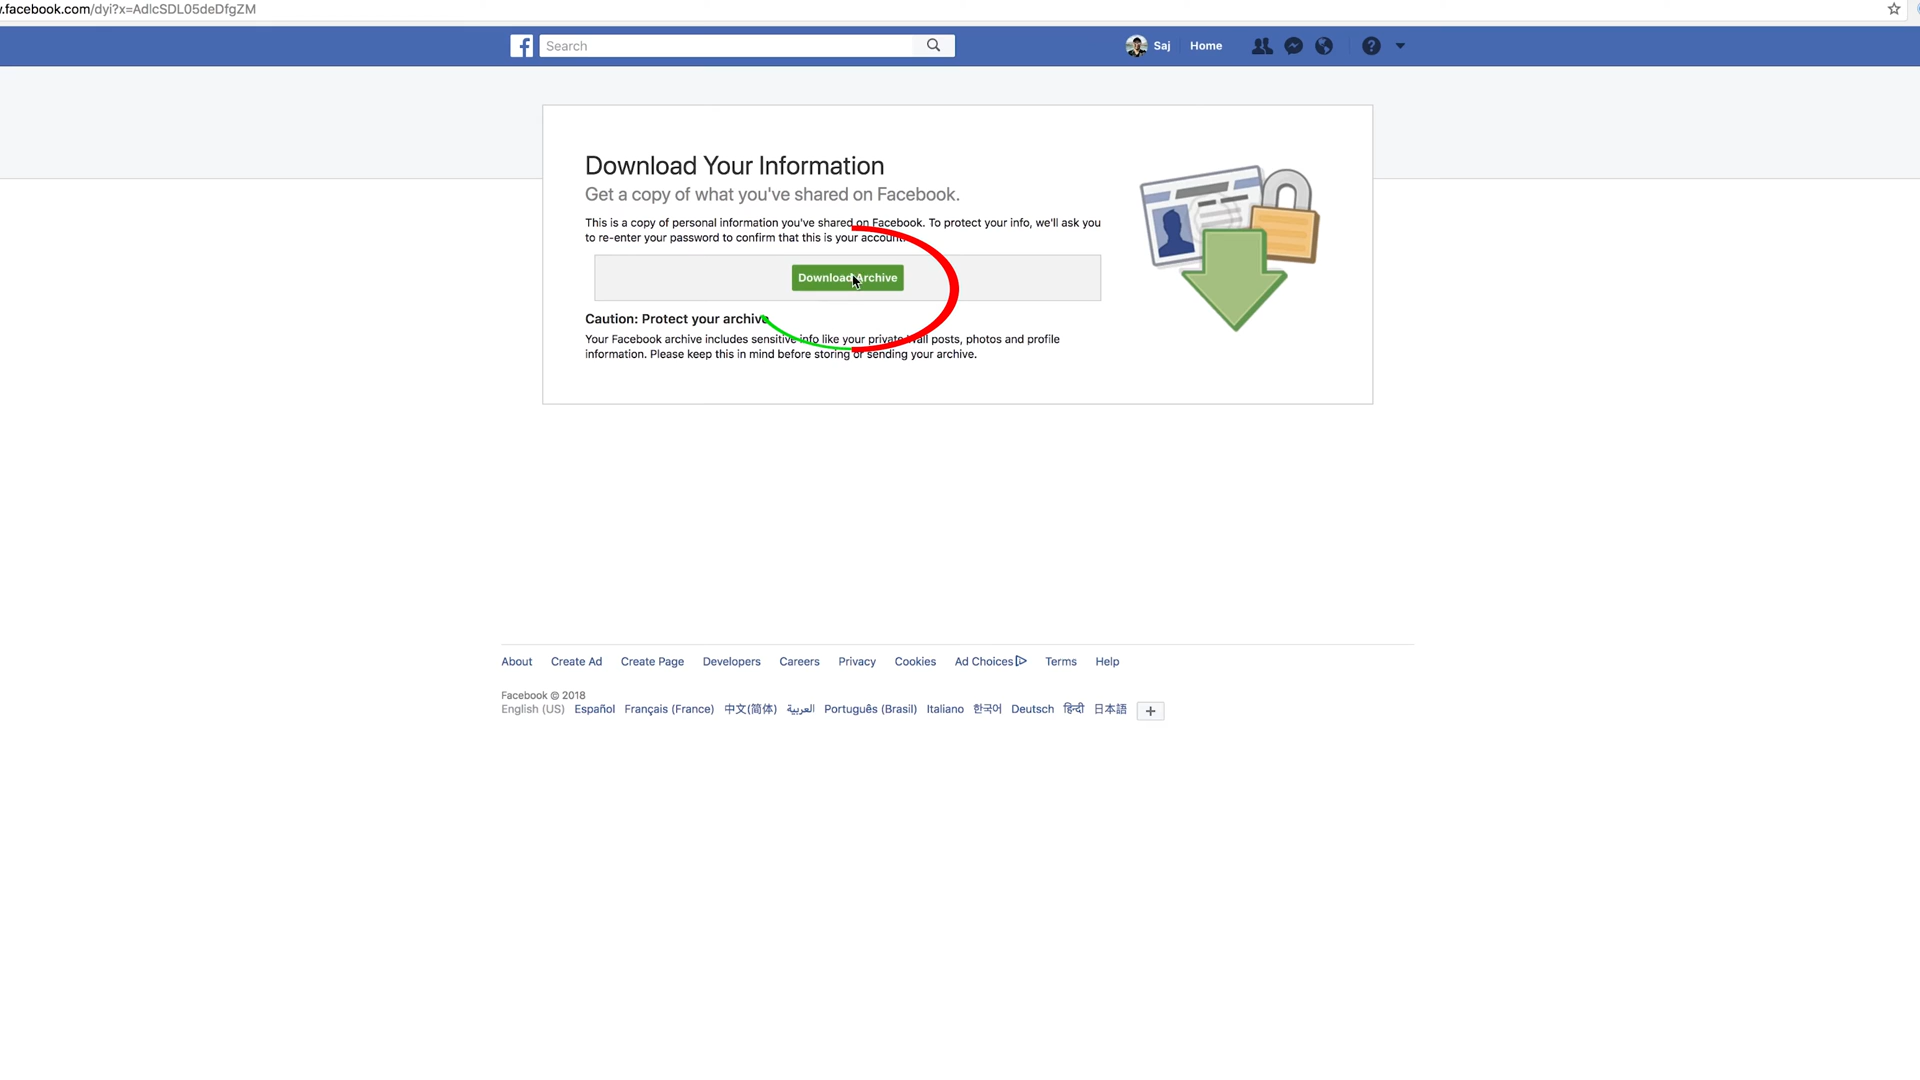 .facebook.com/dyi?x=AdlcSDL05deDfgZM
Search
Saj Home
Download Your Information
Get a copy of what you've shared on Facebook.
This is a copy of personal information you've shared on Facebook. To protect your info, we'll ask you
to re-enter your password to confirm that this is your account.
Download Archive
Caution: Protect your archive
Your Facebook archive includes sensitive info like your private wall posts, photos and profile
information. Please keep this in mind before storing or sending your archive.
About Create Ad Create Page Developers Careers Privacy Cookies Ad Choices Terms Help
Facebook © 2018
English (US) Español Français (France) 中文(简体) العربية Português (Brasil) Italiano 한국어 Deutsch हिन्दी 日本語 +